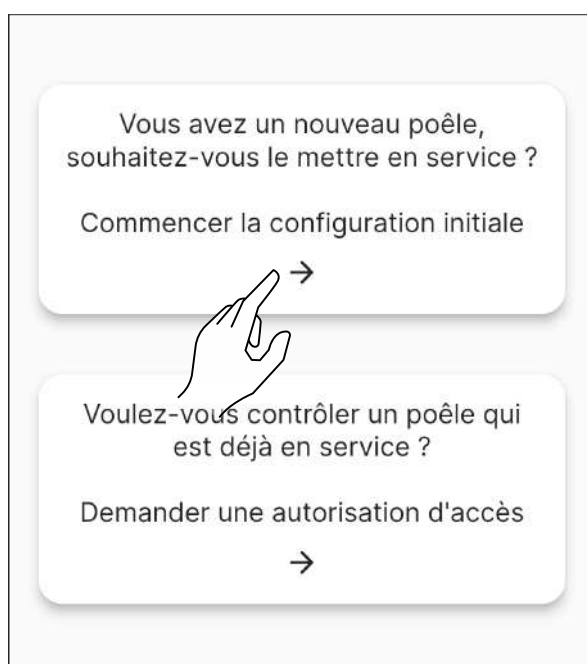 Vous avez un nouveau poêle,
souhaitez-vous le mettre en service ?
Commencer la configuration initiale
→
Voulez-vous contrôler un poêle qui
est déjà en service ?
Demander une autorisation d'accès
→